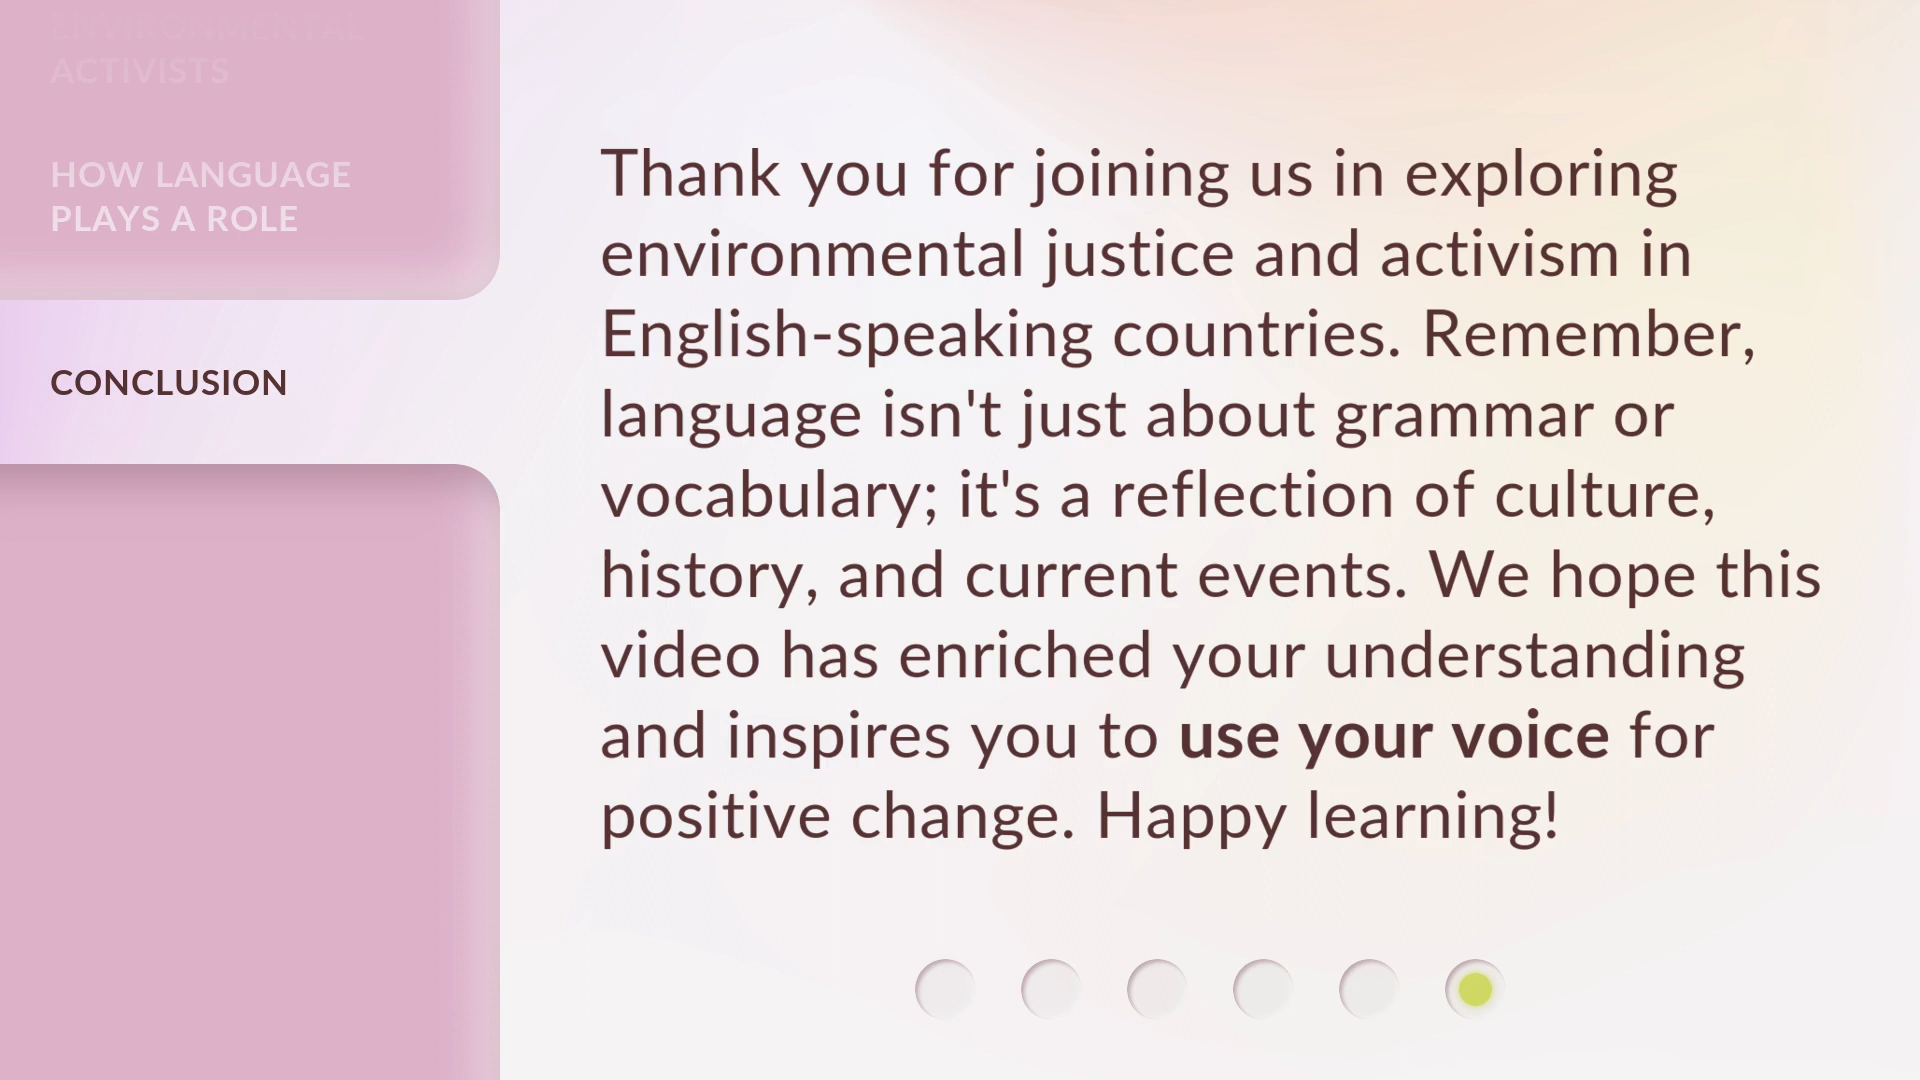 ENVIRONMENTAL
ACTIVISTS
HOW LANGUAGE
PLAYS A ROLE
CONCLUSION
Thank you for joining us in exploring
environmental justice and activism in
English-speaking countries. Remember,
language isn't just about grammar or
vocabulary; it's a reflection of culture,
history, and current events. We hope this
video has enriched your understanding
and inspires you to use your voice for
positive change. Happy learning!